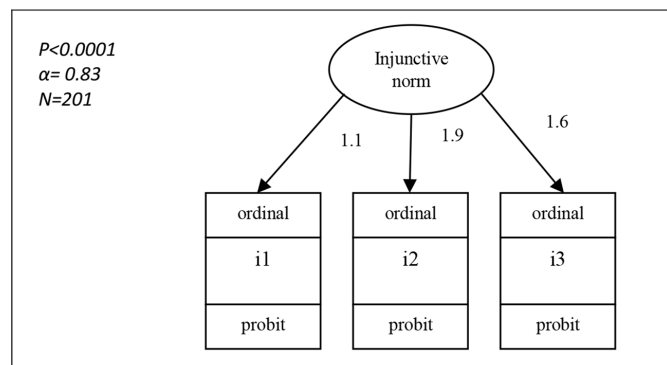 P<0.0001
α= 0.83
N=201
Injunctive
norm
1.1
1.9
1.6
ordinal
ordinal
ordinal
i1
i2
i3
probit
probit
probit